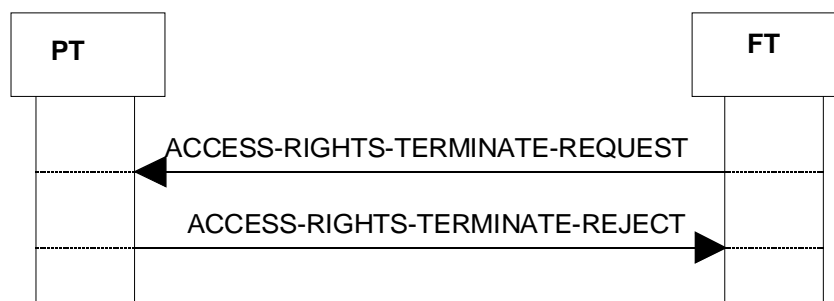 PT
FT
ACCESS-RIGHTS-TERMINATE-REQUEST
ACCESS-RIGHTS-TERMINATE-REJECT